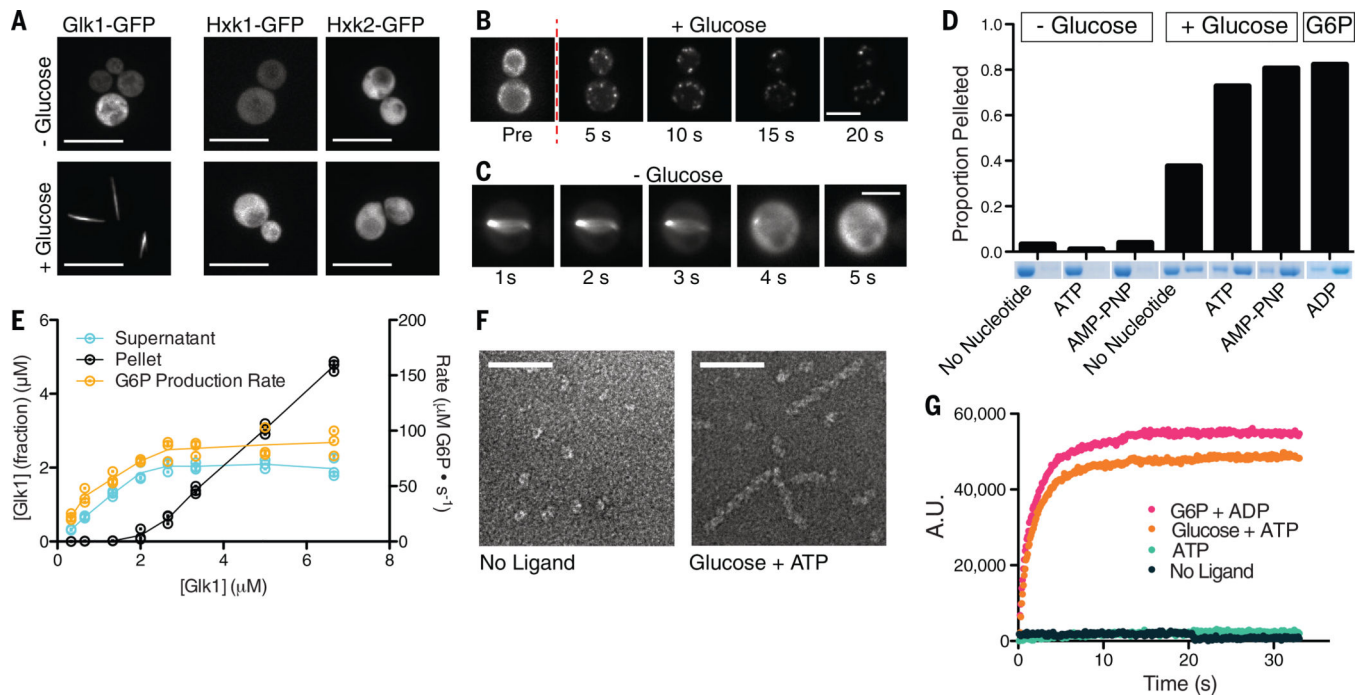 A
Glk1-GFP
Hxk1-GFP
Hxk2-GFP
- Glucose
+ Glucose
B
+ Glucose
Pre
5 s
10 s
15 s
20 s
C
- Glucose
1s
2 s
3 s
4 s
5s
D
- Glucose
+ Glucose
G6P
Proportion Pelleted
1.0
0.8
0.6
0.4
0.2
0.0
No Nucleotide
ATP
AMP-PNP
No Nucleotide
ATP
AMP-PNP
ADP
E
[Glk1] (fraction) (μM)
6
4
2
0
Supernatant
Pellet
G6P Production Rate
200
150
100
50
0
Rate (μM G6P • s⁻¹)
0
2
4
6
8
[Glk1] (μM)
F
No Ligand
Glucose + ATP
G
A.U.
60,000
40,000
20,000
0
G6P + ADP
Glucose + ATP
ATP
No Ligand
0
10
20
30
Time (s)